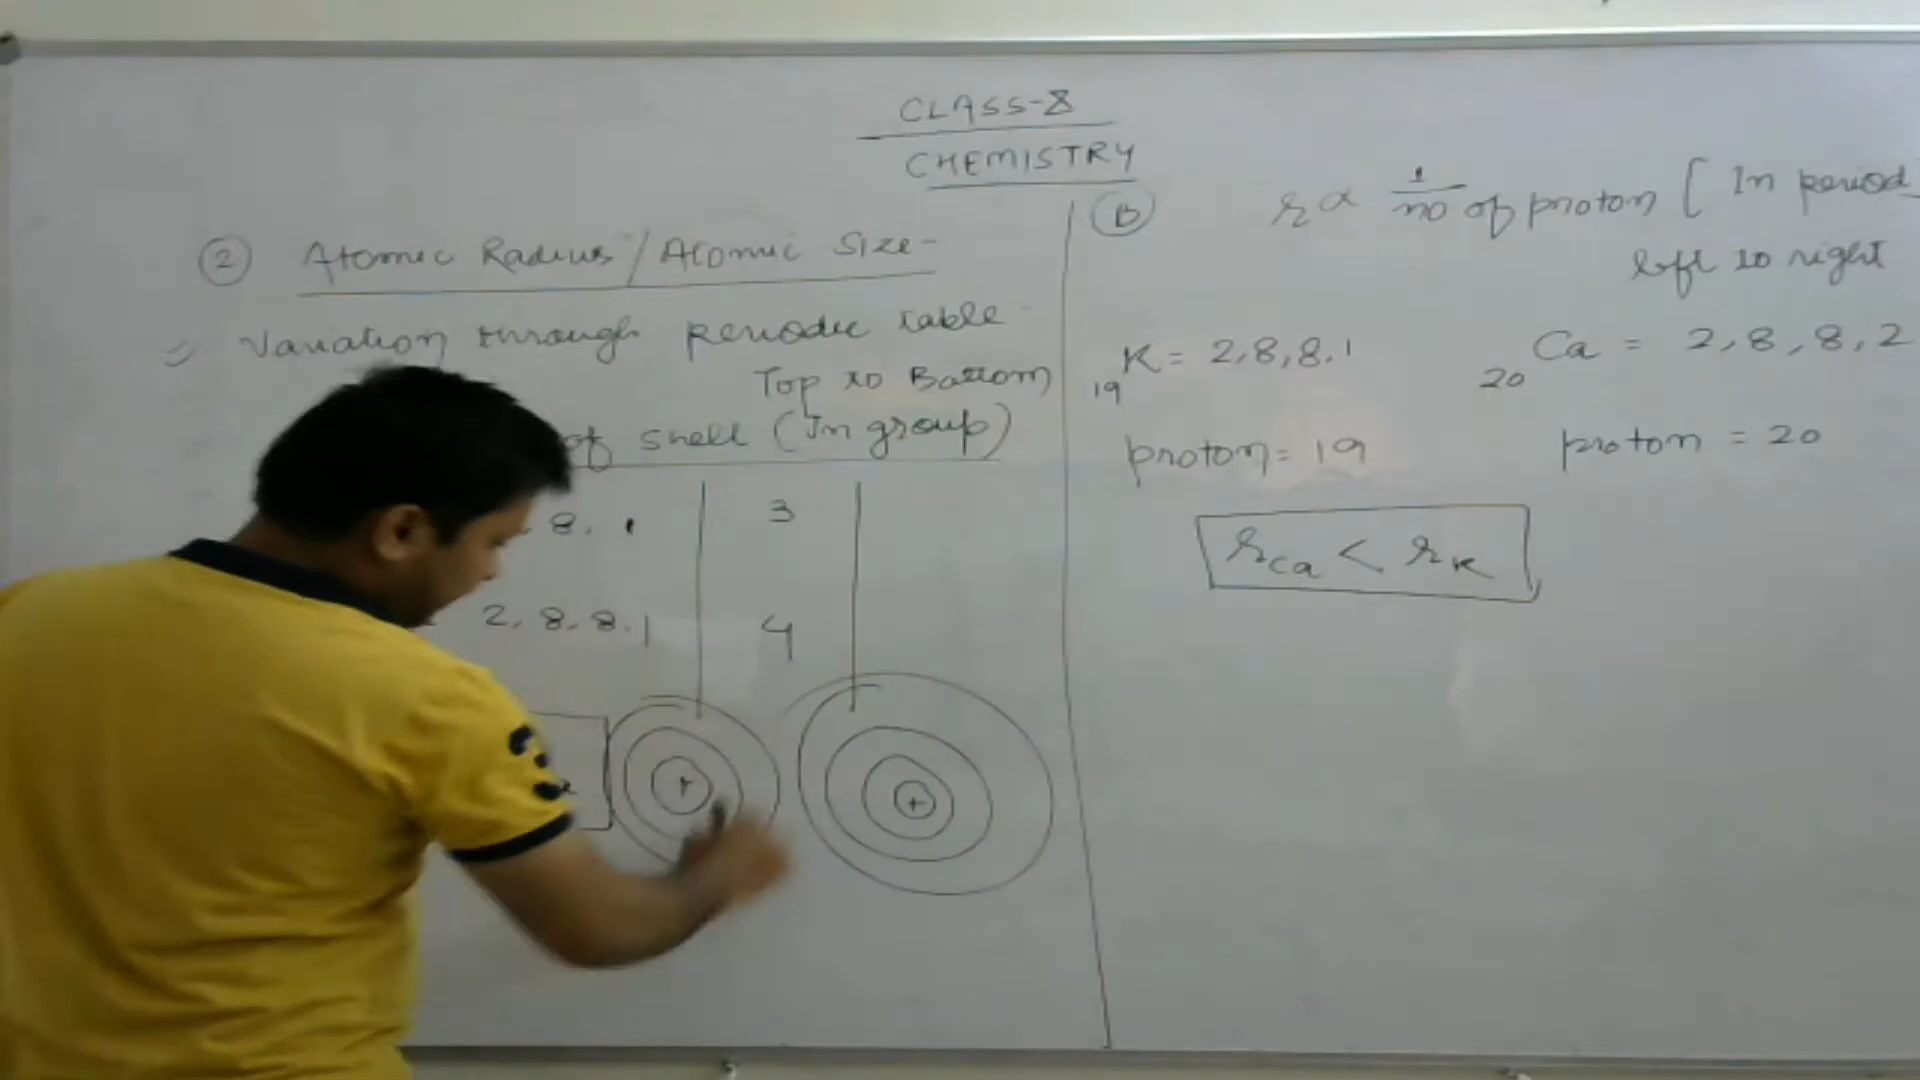 CLASS-8
CHEMISTRY
② Atomic Radius / Atomic Size -
⇒ Variation through periodic table -
Top to Bottom
of shell (In group)
8, 1 3
2, 8, 8, 1 4
+ +
B r ∝ 1/no of proton [In period]
left to right
19 K = 2, 8, 8, 1 20 Ca = 2, 8, 8, 2
proton = 19 proton = 20
r Ca < r K